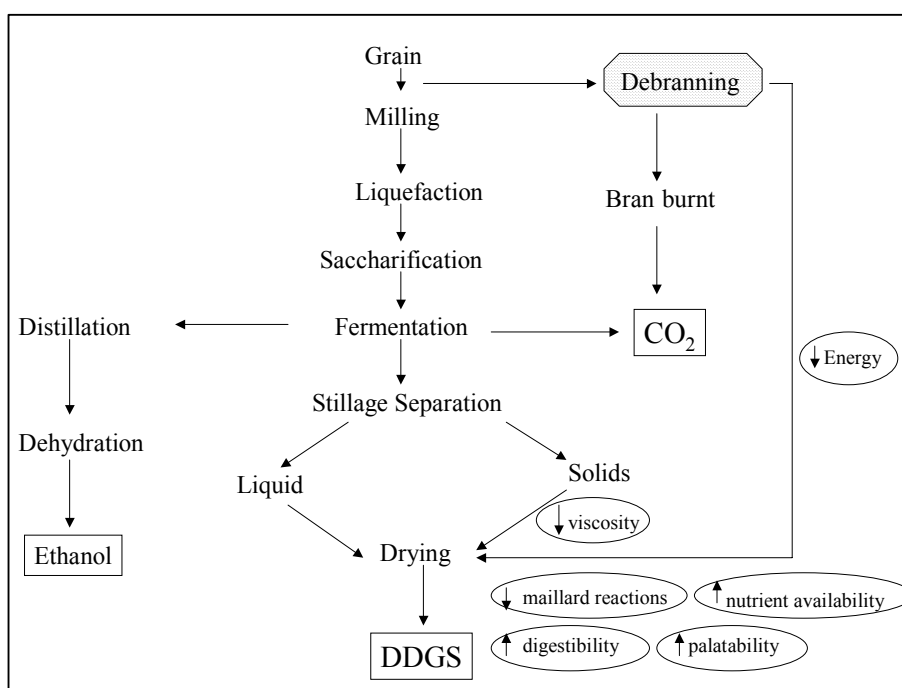 Grain
Debranning
Milling
Liquefaction
Bran burnt
Saccharification
Distillation
Fermentation
CO₂
↓ Energy
Stillage Separation
Dehydration
Liquid
Solids
↓ viscosity
Ethanol
Drying
↓ maillard reactions
↑ nutrient availability
DDGS
↑ digestibility
↑ palatability